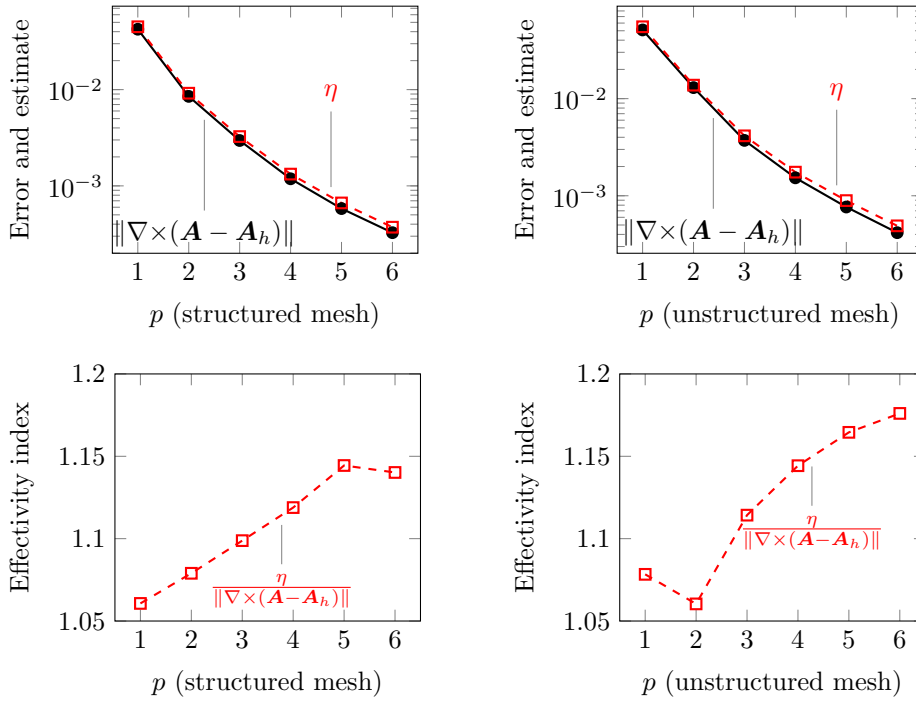 Error and estimate
10⁻²
10⁻³
η
‖∇×(A − A_h)‖
1 2 3 4 5 6
p (structured mesh)
Error and estimate
10⁻²
10⁻³
η
‖∇×(A − A_h)‖
1 2 3 4 5 6
p (unstructured mesh)
Effectivity index
1.2
1.15
1.1
1.05
η
‖∇×(A−A_h)‖
1 2 3 4 5 6
p (structured mesh)
Effectivity index
1.2
1.15
1.1
1.05
η
‖∇×(A−A_h)‖
1 2 3 4 5 6
p (unstructured mesh)